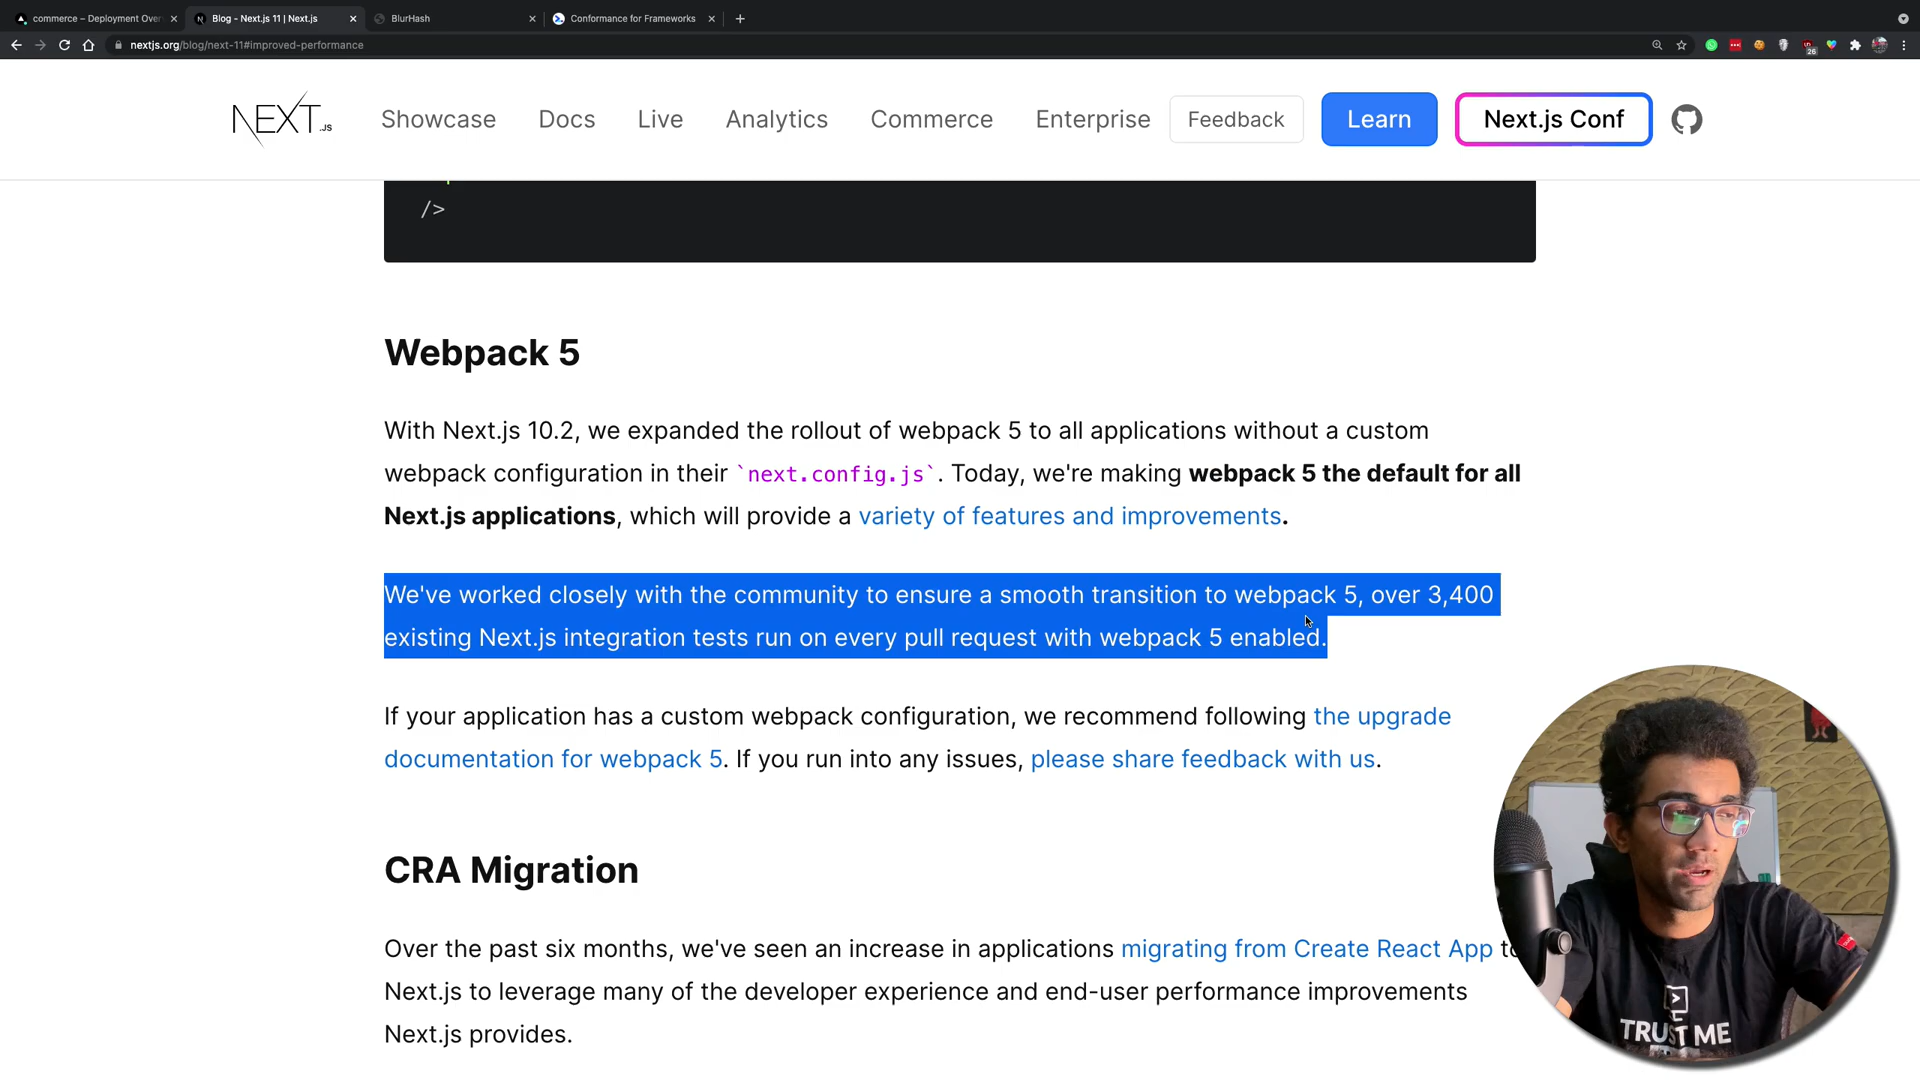 commerce – Deployment Over
Blog - Next.js 11 | Next.js
BlurHash
Conformance for Frameworks
nextjs.org/blog/next-11#improved-performance
26
NEXT.JS
Showcase
Docs
Live
Analytics
Commerce
Enterprise
Feedback
Learn
Next.js Conf
/>
Webpack 5
With Next.js 10.2, we expanded the rollout of webpack 5 to all applications without a custom
webpack configuration in their `next.config.js`. Today, we're making webpack 5 the default for all
Next.js applications, which will provide a variety of features and improvements.
We've worked closely with the community to ensure a smooth transition to webpack 5, over 3,400
existing Next.js integration tests run on every pull request with webpack 5 enabled.
If your application has a custom webpack configuration, we recommend following the upgrade
documentation for webpack 5. If you run into any issues, please share feedback with us.
CRA Migration
Over the past six months, we've seen an increase in applications migrating from Create React App to
Next.js to leverage many of the developer experience and end-user performance improvements
Next.js provides.
TRUST ME